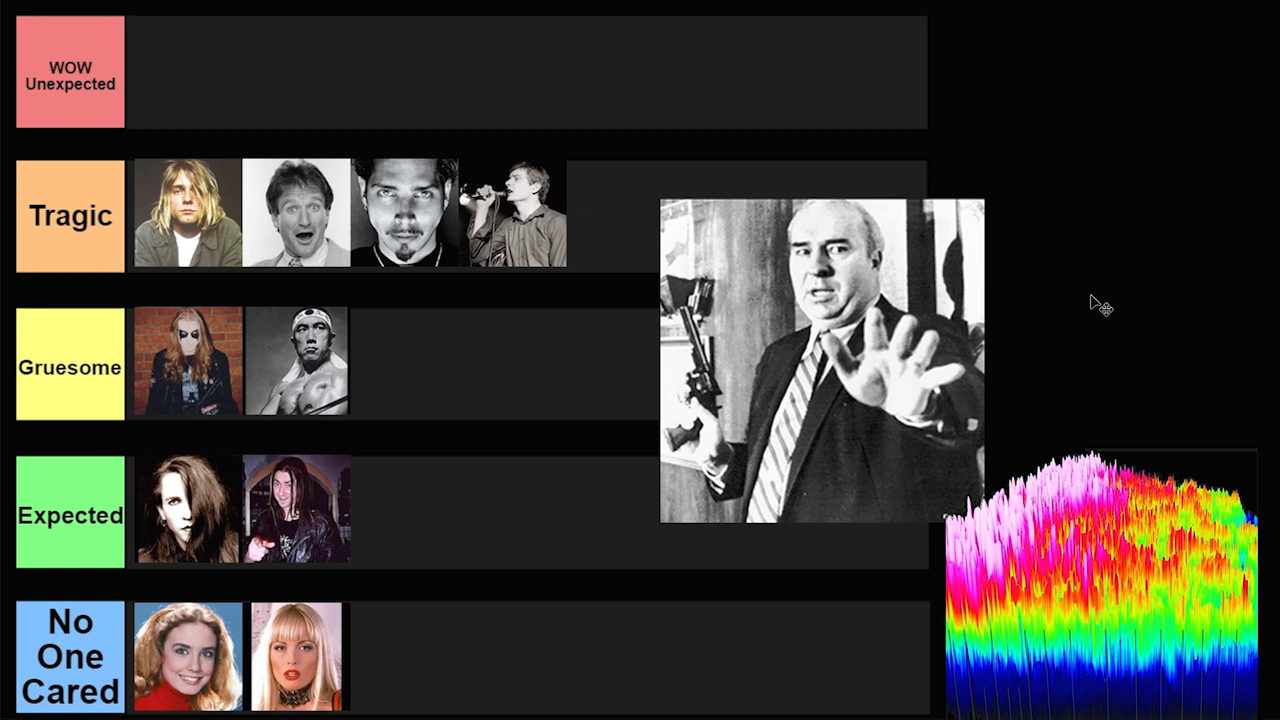 WOW
Unexpected
Tragic
Gruesome
Expected
No
One
Cared